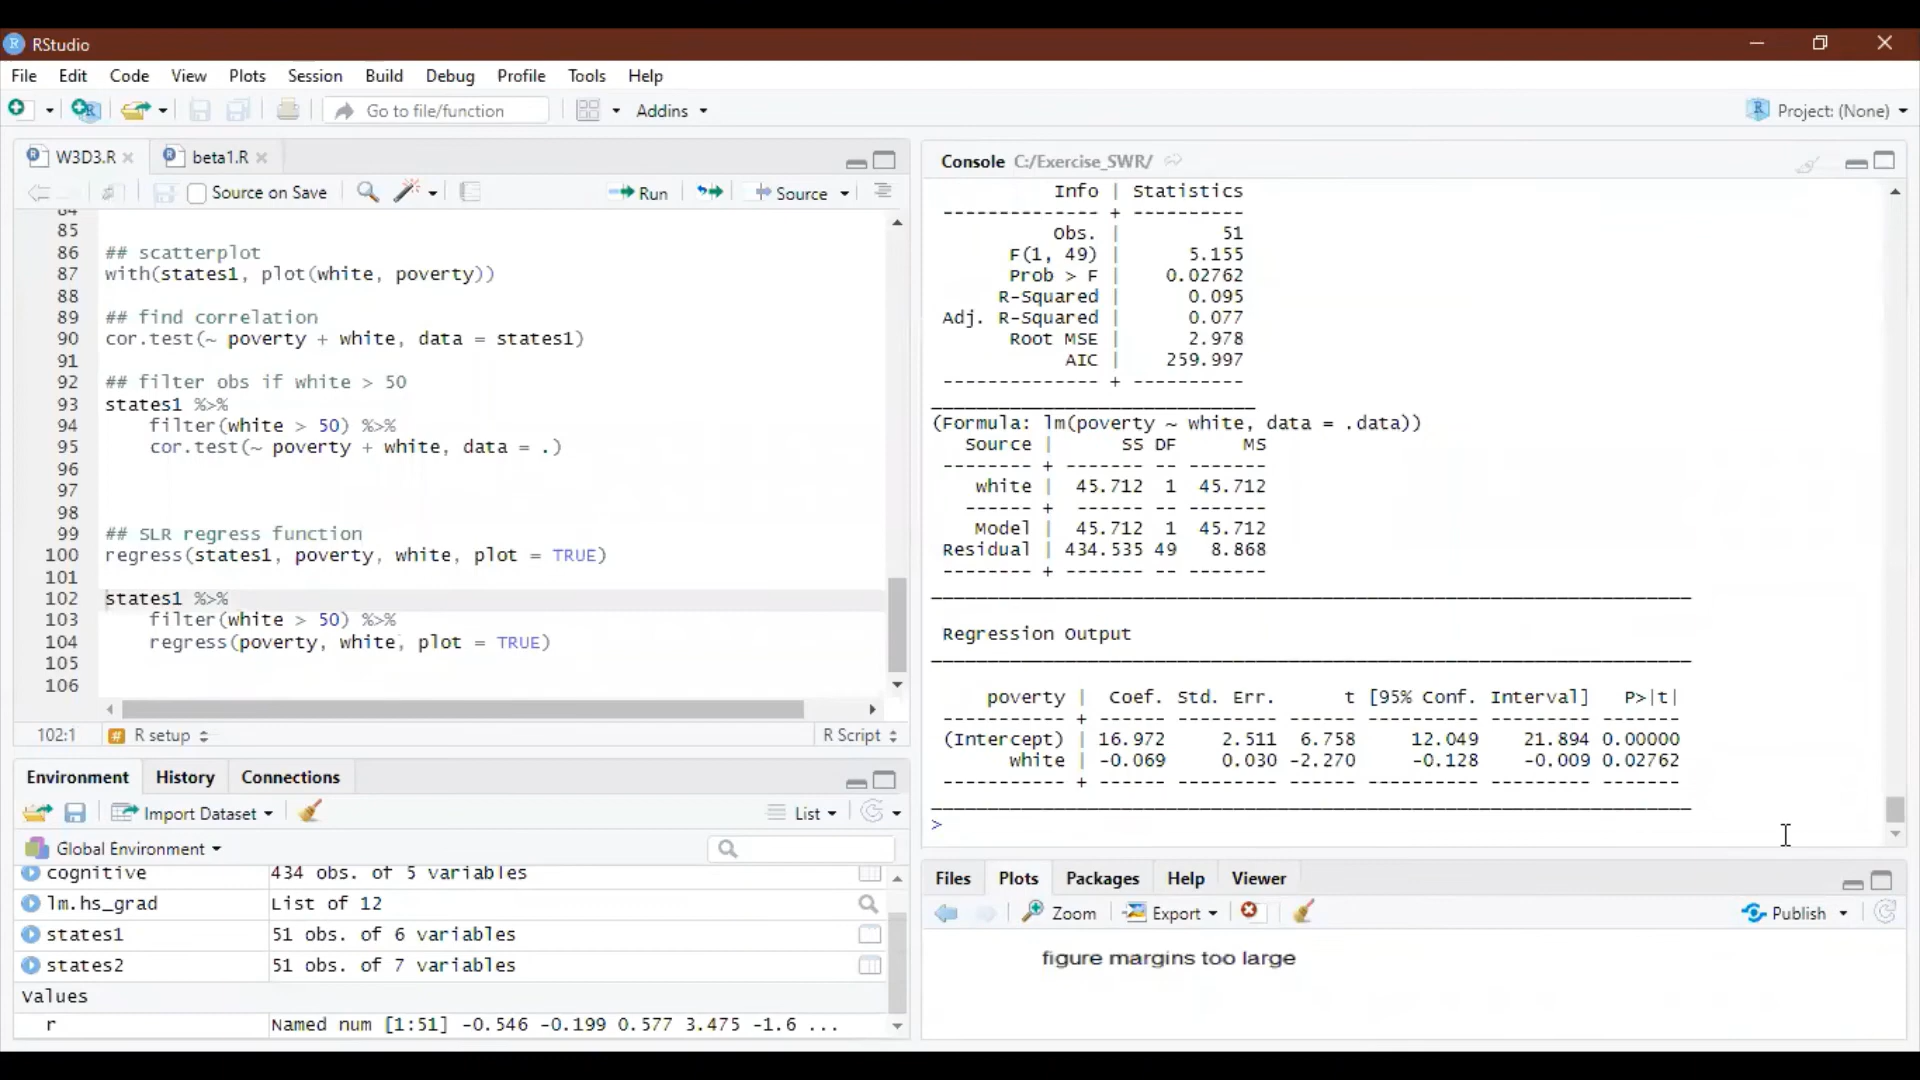 RStudio
File Edit Code View Plots Session Build Debug Profile Tools Help
Go to file/function Addins Project: (None)
W3D3.R beta1.R
Source on Save Run Source
84
85
86 ## scatterplot
87 with(states1, plot(white, poverty))
88
89 ## find correlation
90 cor.test(~ poverty + white, data = states1)
91
92 ## filter obs if white > 50
93 states1 %>%
94 filter(white > 50) %>%
95 cor.test(~ poverty + white, data = .)
96
97
98
99 ## SLR regress function
100 regress(states1, poverty, white, plot = TRUE)
101
102 states1 %>%
103 filter(white > 50) %>%
104 regress(poverty, white, plot = TRUE)
105
106
102:1 # R setup R Script
Environment History Connections
Import Dataset List
Global Environment
cognitive 434 obs. of 5 variables
lm.hs_grad List of 12
states1 51 obs. of 6 variables
states2 51 obs. of 7 variables
Values
r Named num [1:51] -0.546 -0.199 0.577 3.475 -1.6 ...
Console C:/Exercise_SWR/
Info | Statistics
-------------- + ----------
Obs. | 51
F(1, 49) | 5.155
Prob > F | 0.02762
R-Squared | 0.095
Adj. R-Squared | 0.077
Root MSE | 2.978
AIC | 259.997
-------------- + ----------
(Formula: lm(poverty ~ white, data = .data))
Source | SS DF MS
-------- + ------- -- -------
white | 45.712 1 45.712
------ + ------- -- -------
Model | 45.712 1 45.712
Residual | 434.535 49 8.868
-------- + ------- -- -------
Regression Output
poverty | Coef. Std. Err. t [95% Conf. Interval] P>|t|
----------- + ------ --------- ------ ---------- --------- -------
(Intercept) | 16.972 2.511 6.758 12.049 21.894 0.00000
white | -0.069 0.030 -2.270 -0.128 -0.009 0.02762
----------- + ------ --------- ------ ---------- --------- -------
>
Files Plots Packages Help Viewer
Zoom Export Publish
figure margins too large